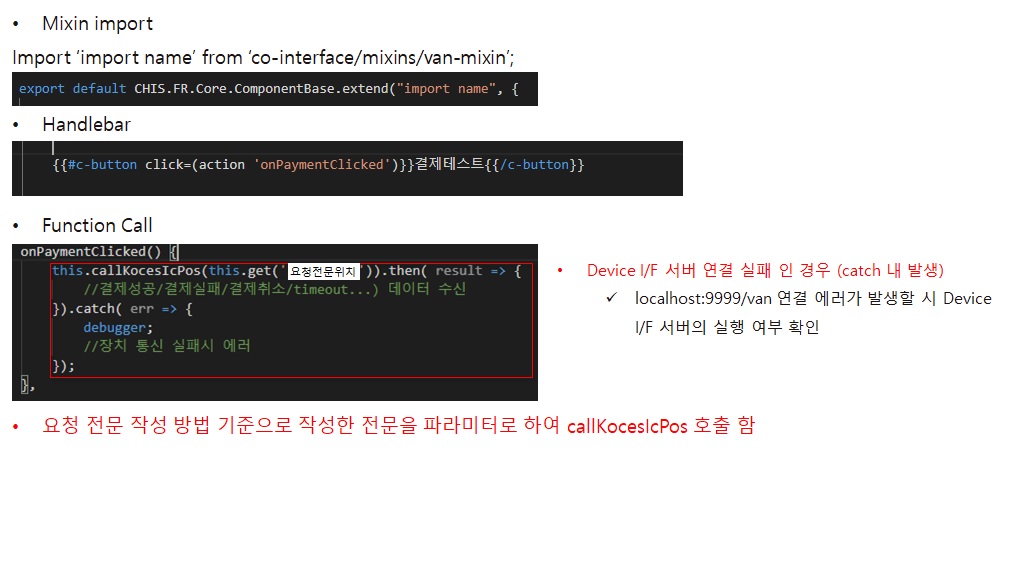 • Mixin import
Import ‘import name’ from ‘co-interface/mixins/van-mixin’;
export default CHIS.FR.Core.ComponentBase.extend("import name", {
• Handlebar
{{#c-button click=(action 'onPaymentClicked')}}결제테스트{{/c-button}}
• Function Call
onPaymentClicked() {
this.callKocesIcPos(this.get('요청전문위치')).then( result => {
//결제성공/결제실패/결제취소/timeout...) 데이터 수신
}).catch( err => {
debugger;
//장치 통신 실패시 에러
});
},
• Device I/F 서버 연결 실패 인 경우 (catch 내 발생)
✓ localhost:9999/van 연결 에러가 발생할 시 Device
I/F 서버의 실행 여부 확인
• 요청 전문 작성 방법 기준으로 작성한 전문을 파라미터로 하여 callKocesIcPos 호출 함